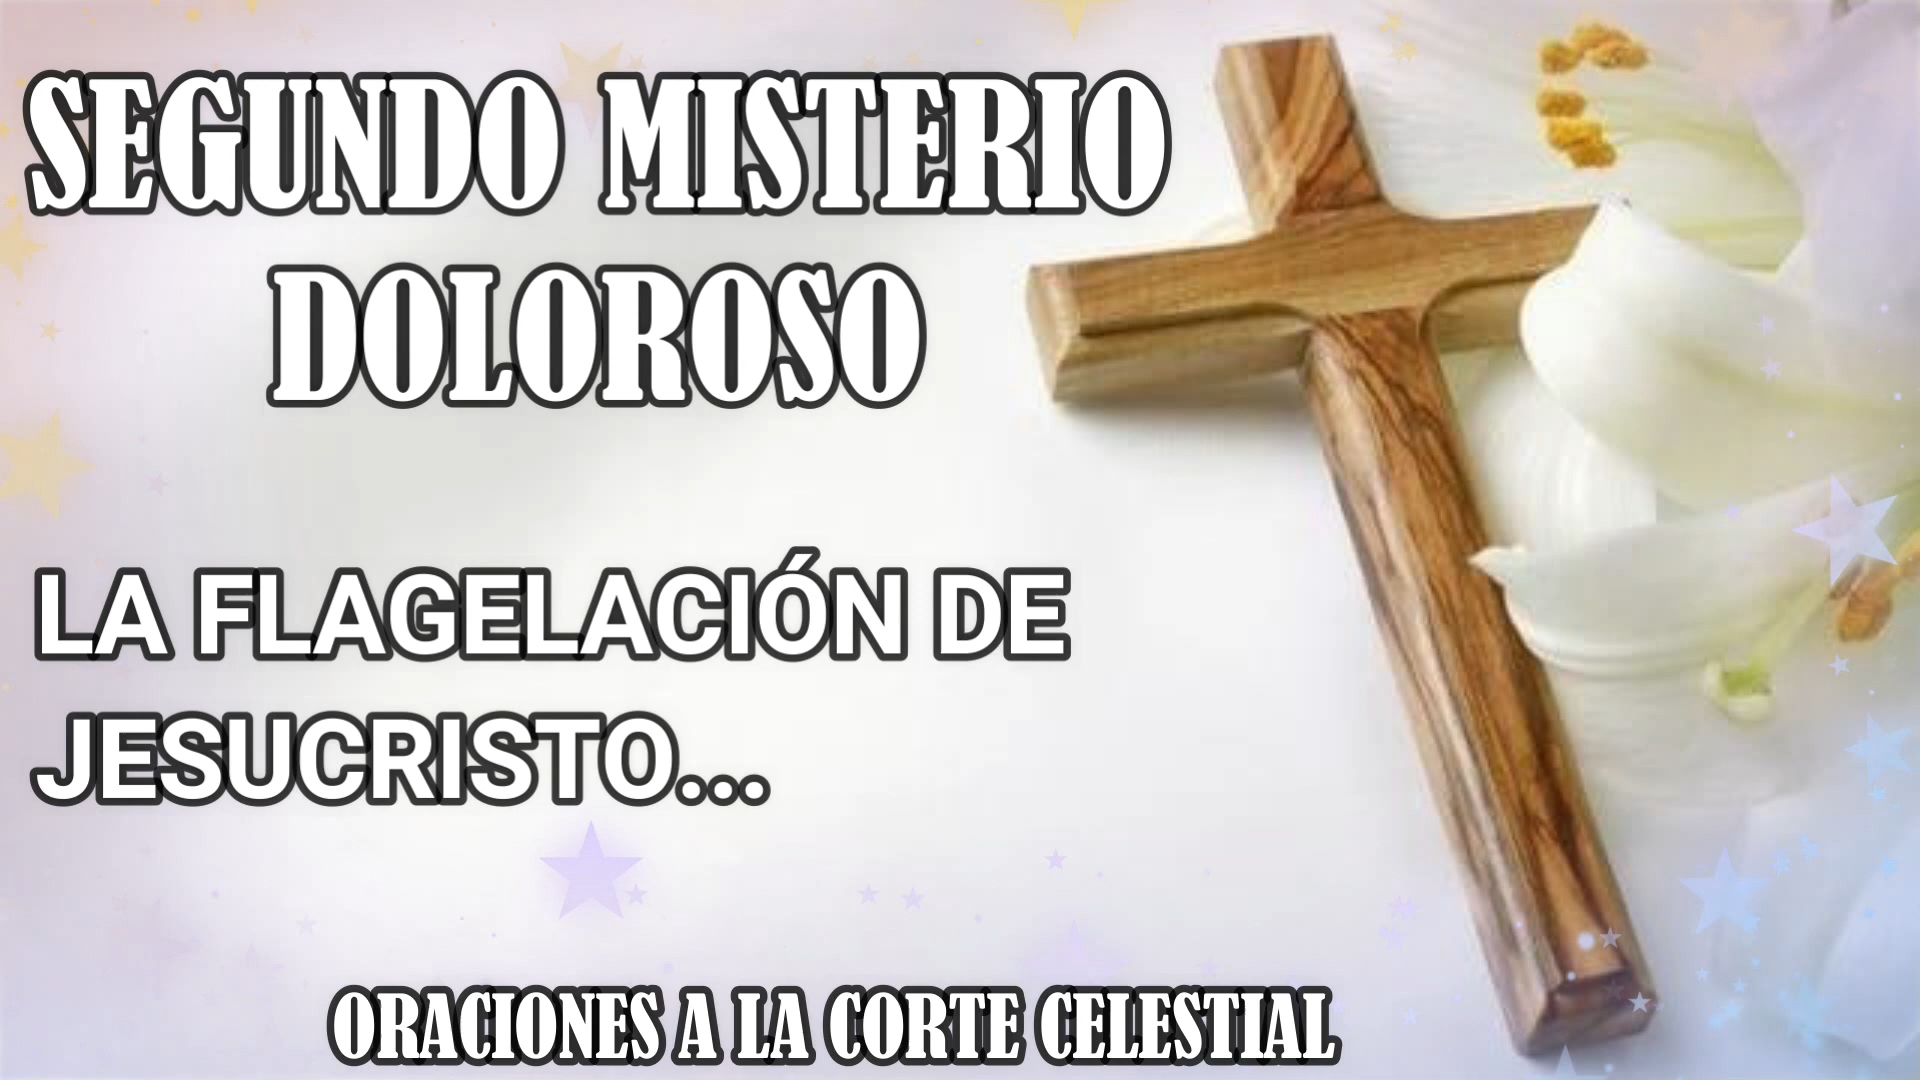 SEGUNDO MISTERIO
DOLOROSO
LA FLAGELACIÓN DE
JESUCRISTO...
ORACIONES A LA CORTE CELESTIAL